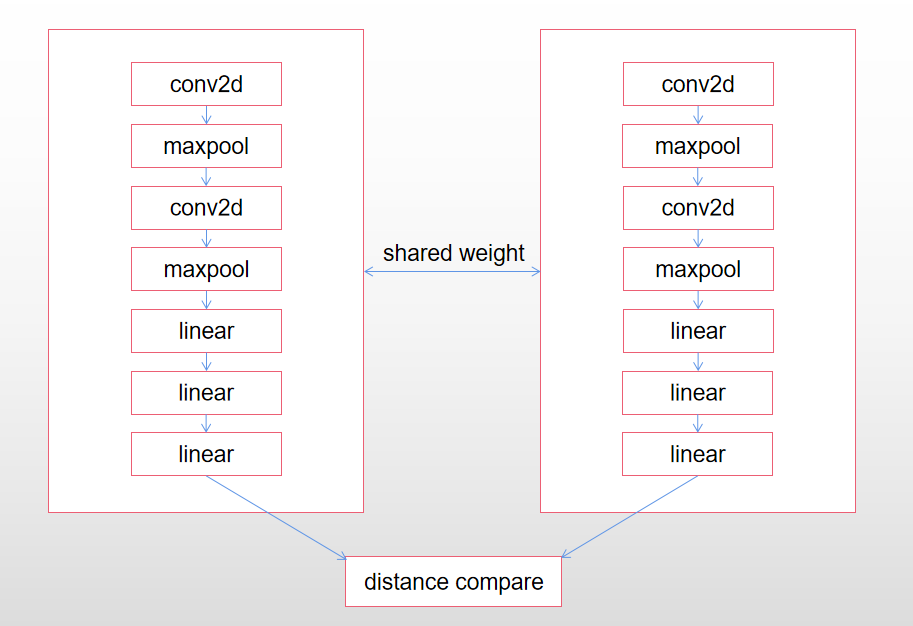 conv2d
maxpool
conv2d
maxpool
linear
linear
linear
shared weight
conv2d
maxpool
conv2d
maxpool
linear
linear
linear
distance compare